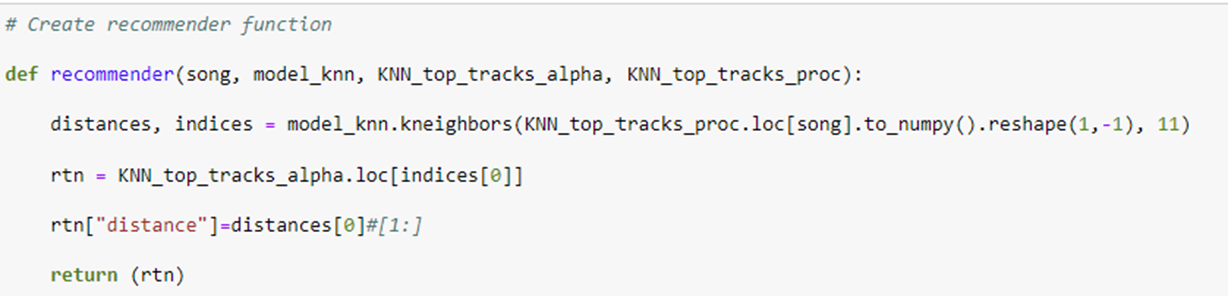 # Create recommender function
def recommender(song, model_knn, KNN_top_tracks_alpha, KNN_top_tracks_proc):
    distances, indices = model_knn.kneighbors(KNN_top_tracks_proc.loc[song].to_numpy().reshape(1,-1), 11)
    rtn = KNN_top_tracks_alpha.loc[indices[0]]
    rtn["distance"]=distances[0]#[1:]
    return (rtn)